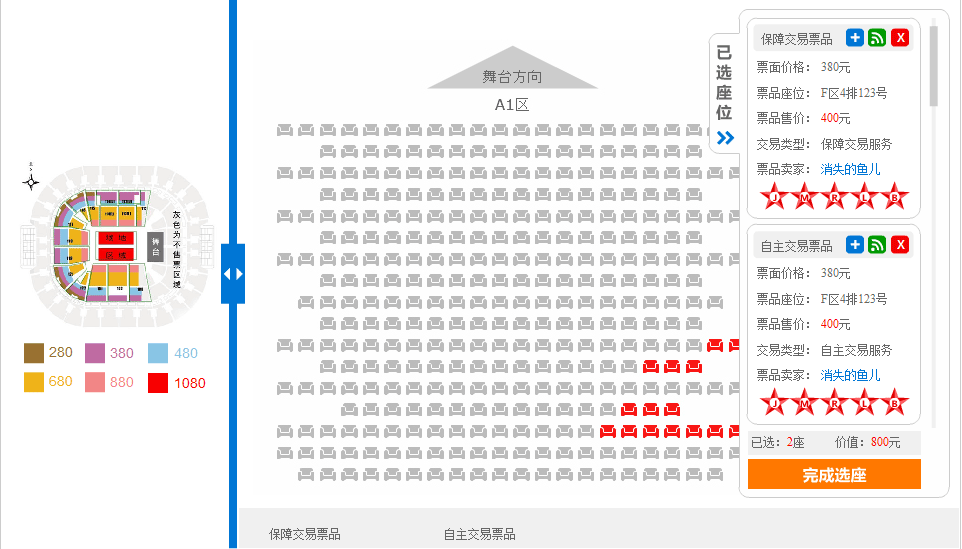 灰色为不售票区域
舞台
280
380
480
680
880
1080
舞台方向
A1区
已选座位
保障交易票品
票面价格： 380元
票品座位： F区4排123号
票品售价： 400元
交易类型： 保障交易服务
票品卖家： 消失的鱼儿
J M R L B
自主交易票品
票面价格： 380元
票品座位： F区4排123号
票品售价： 400元
交易类型： 自主交易服务
票品卖家： 消失的鱼儿
J M R L B
已选：2座 价值：800元
完成选座
保障交易票品
自主交易票品